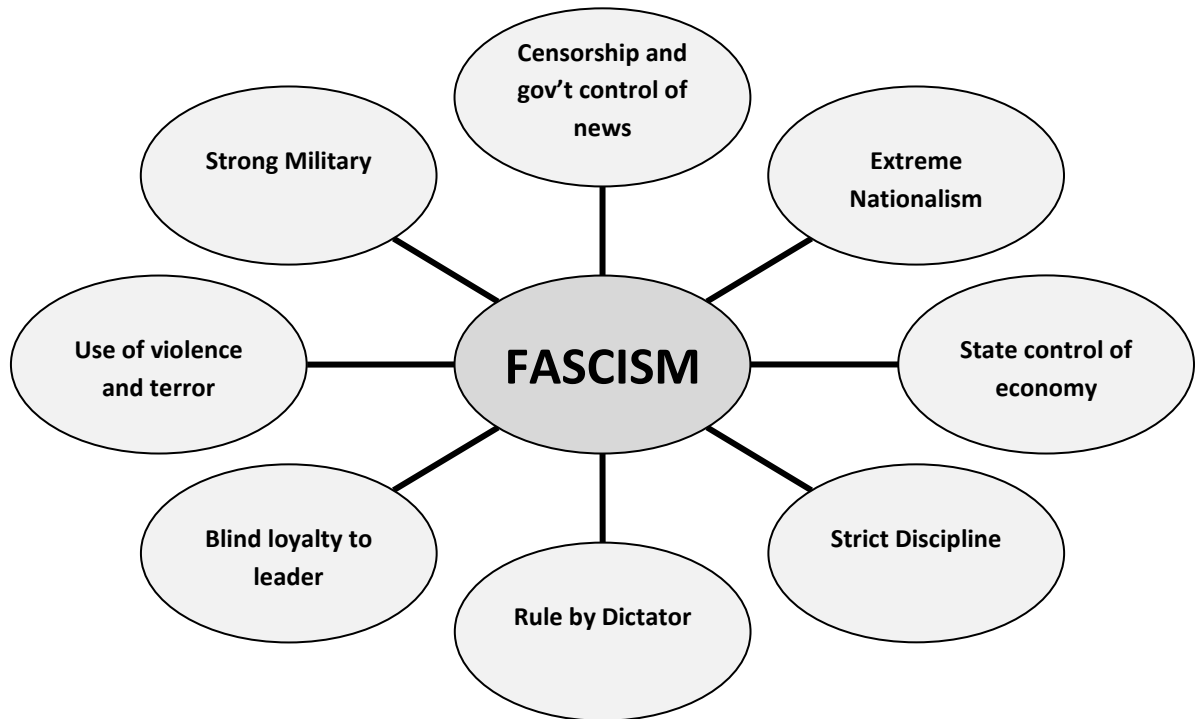 Censorship and
gov’t control of
news
Strong Military
Extreme
Nationalism
Use of violence
and terror
FASCISM
State control of
economy
Blind loyalty to
leader
Strict Discipline
Rule by Dictator